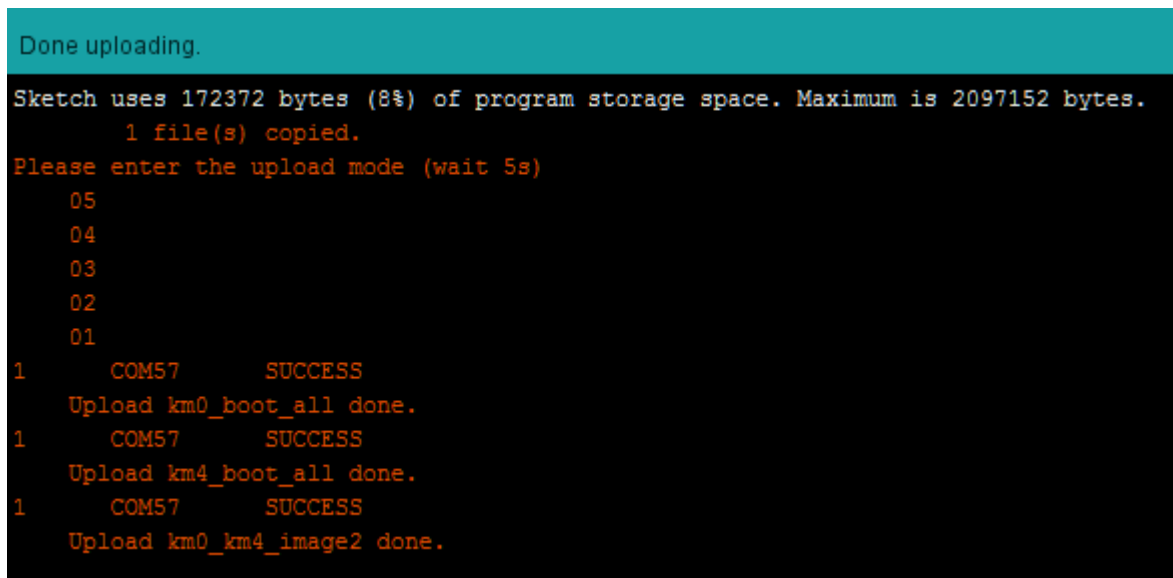 Done uploading.
Sketch uses 172372 bytes (8%) of program storage space. Maximum is 2097152 bytes.
1 file(s) copied.
Please enter the upload mode (wait 5s)
05
04
03
02
01
1 COM57 SUCCESS
Upload km0_boot_all done.
1 COM57 SUCCESS
Upload km4_boot_all done.
1 COM57 SUCCESS
Upload km0_km4_image2 done.